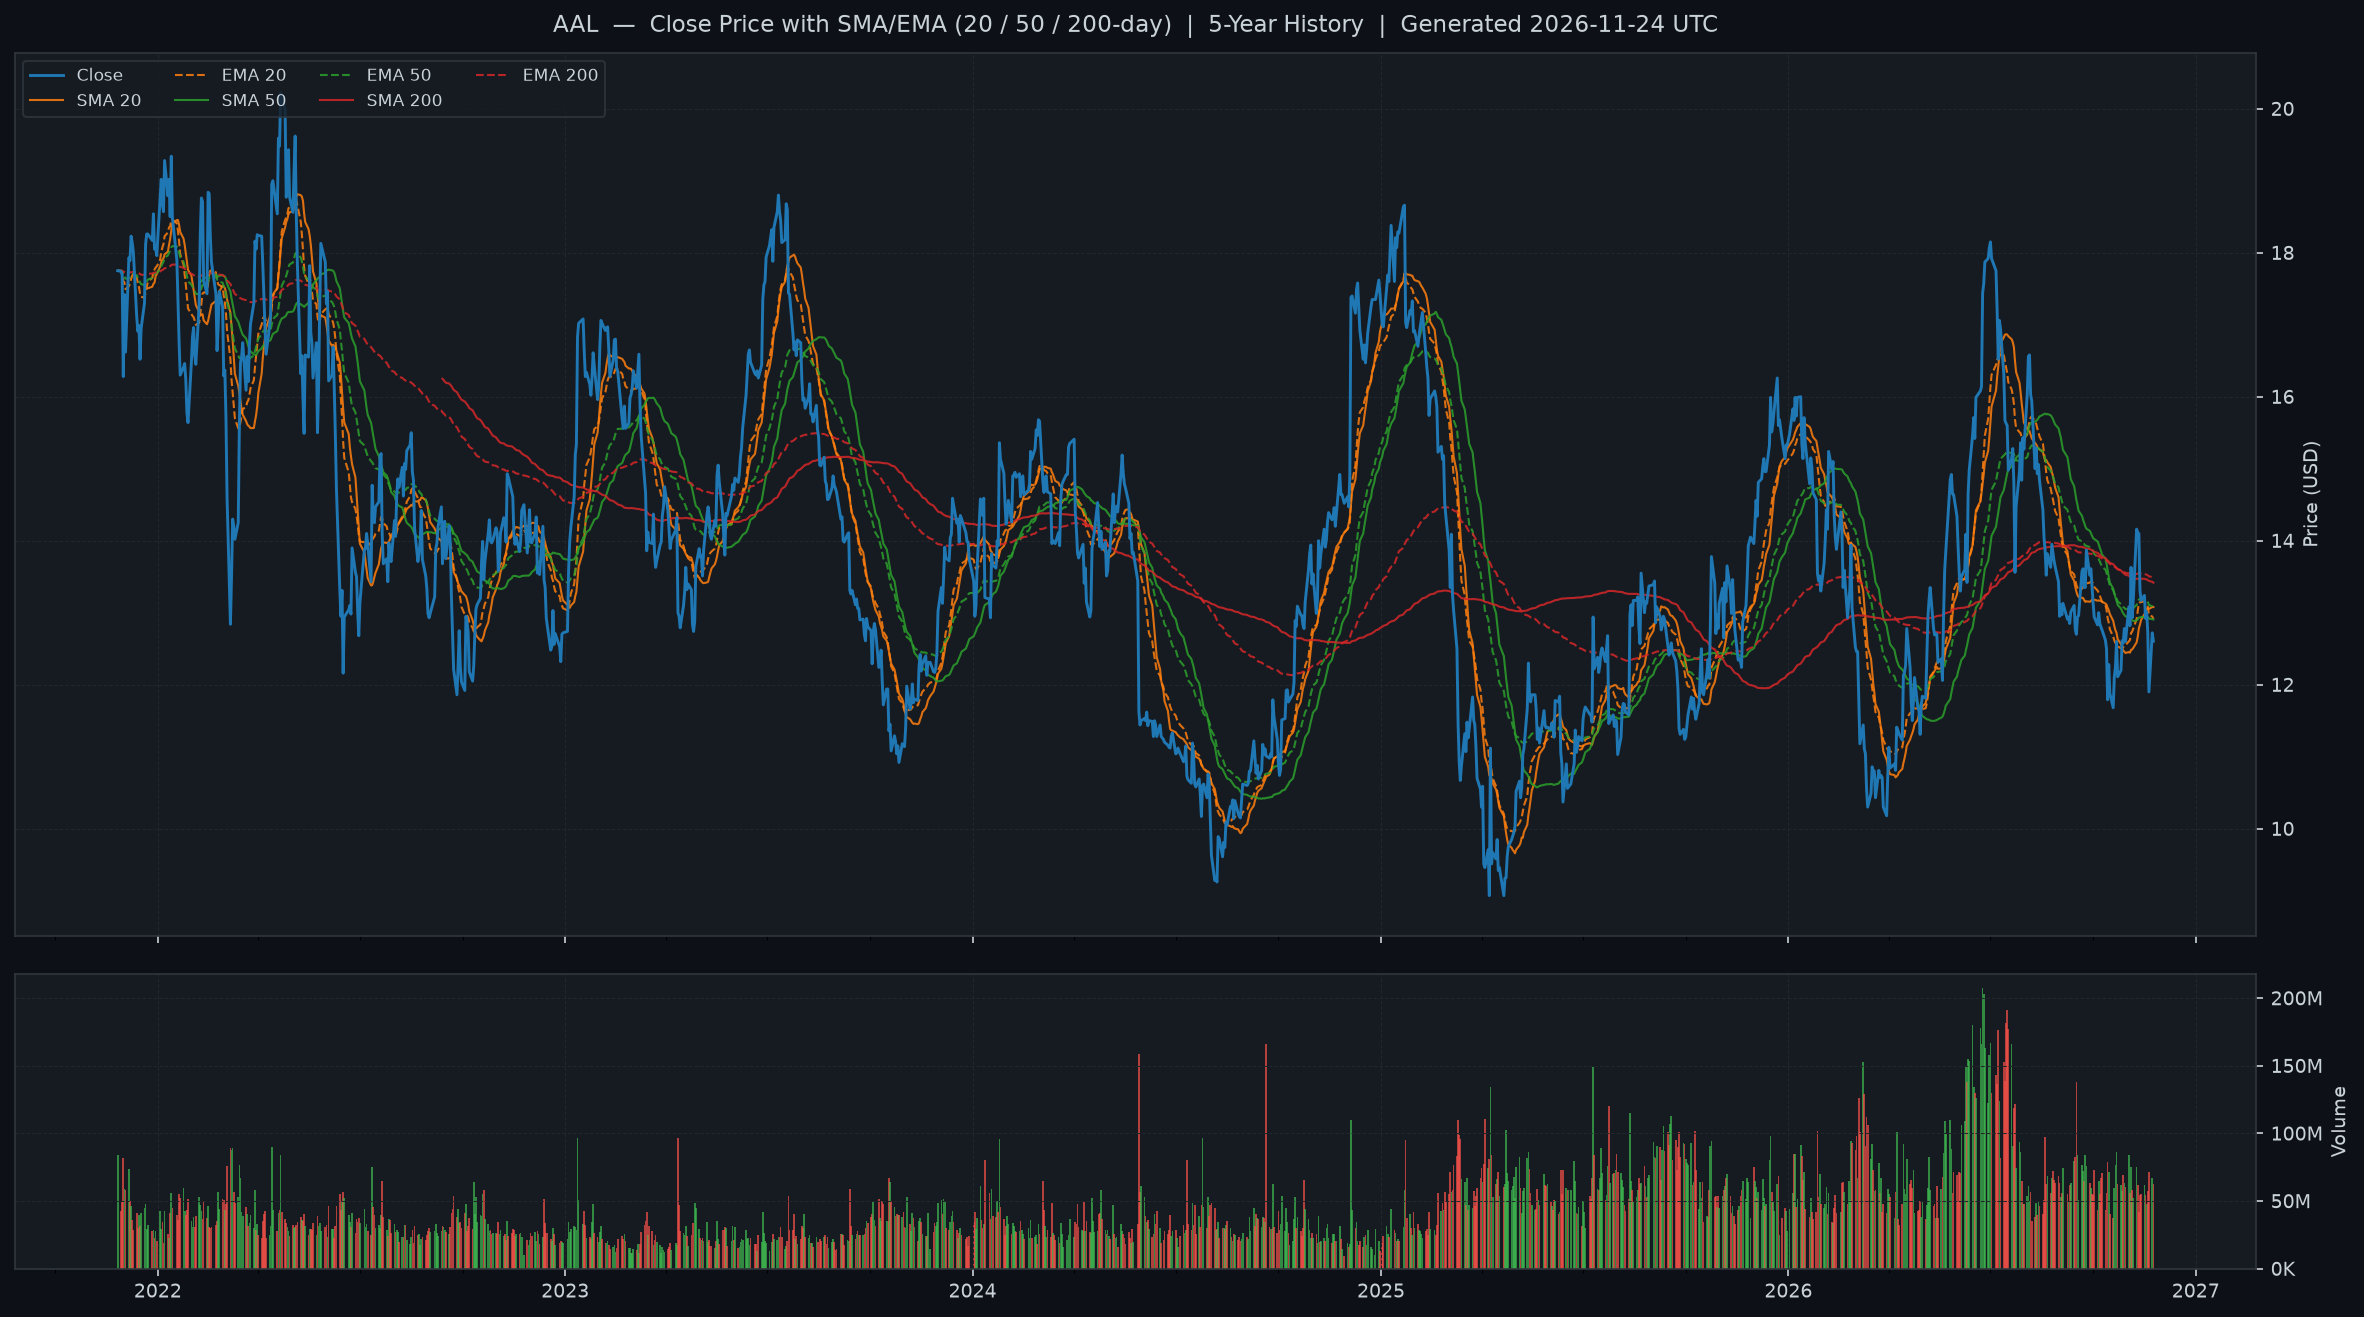 AAL — Close Price with SMA/EMA (20 / 50 / 200-day) | 5-Year History | Generated 2026-11-24 UTC
Close EMA 20 EMA 50 EMA 200
SMA 20 SMA 50 SMA 200
20
18
16
14
12
10
Price (USD)
200M
150M
100M
50M
0K
Volume
2022 2023 2024 2025 2026 2027